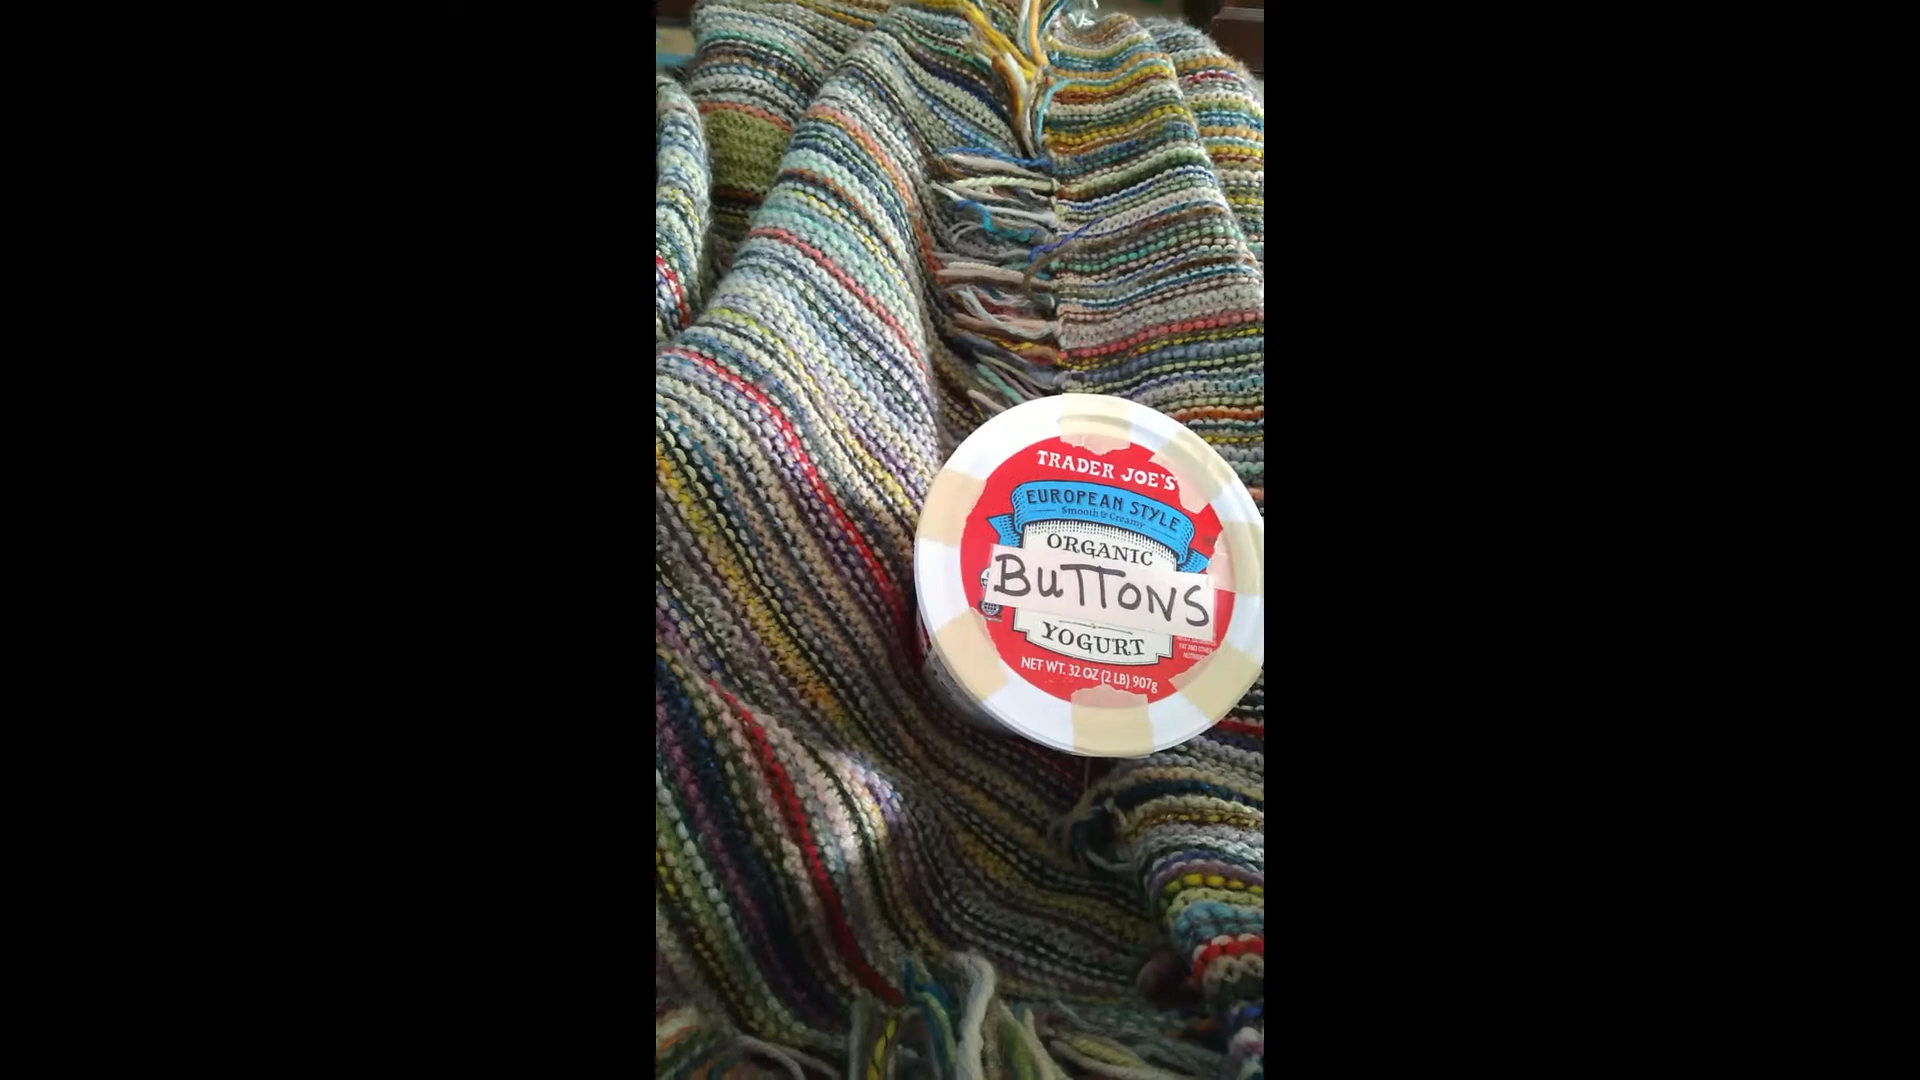 TRADER JOE'S
EUROPEAN STYLE
Smooth & Creamy
ORGANIC
BUTTONS
YOGURT
NET WT. 32 OZ (2 LB) 907g